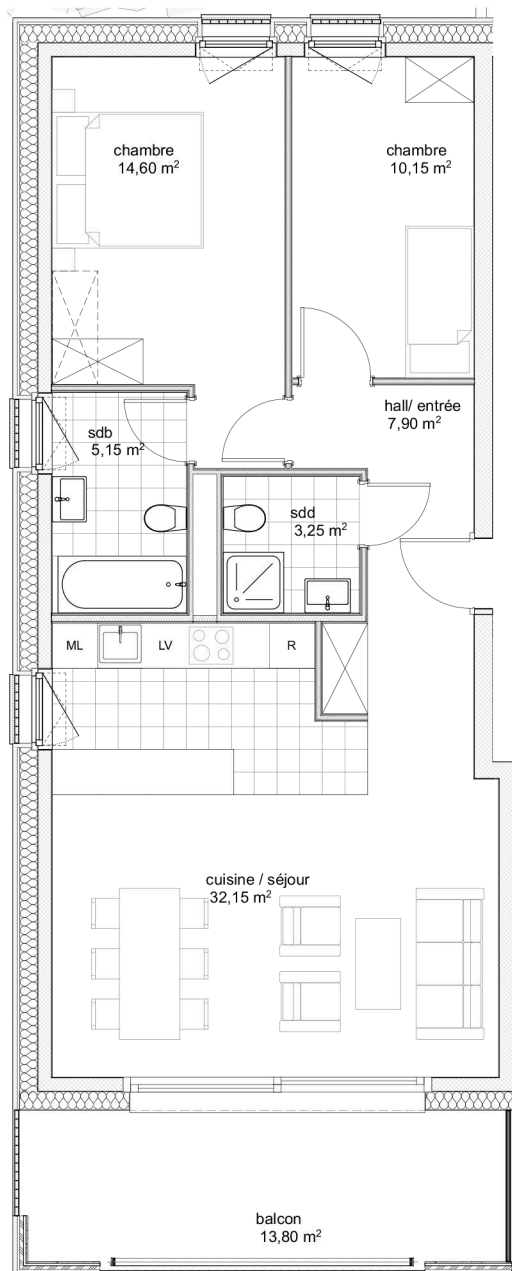 chambre
14,60 m²
chambre
10,15 m²
hall/ entrée
7,90 m²
sdb
5,15 m²
sdd
3,25 m²
ML
LV
R
cuisine / séjour
32,15 m²
balcon
13,80 m²